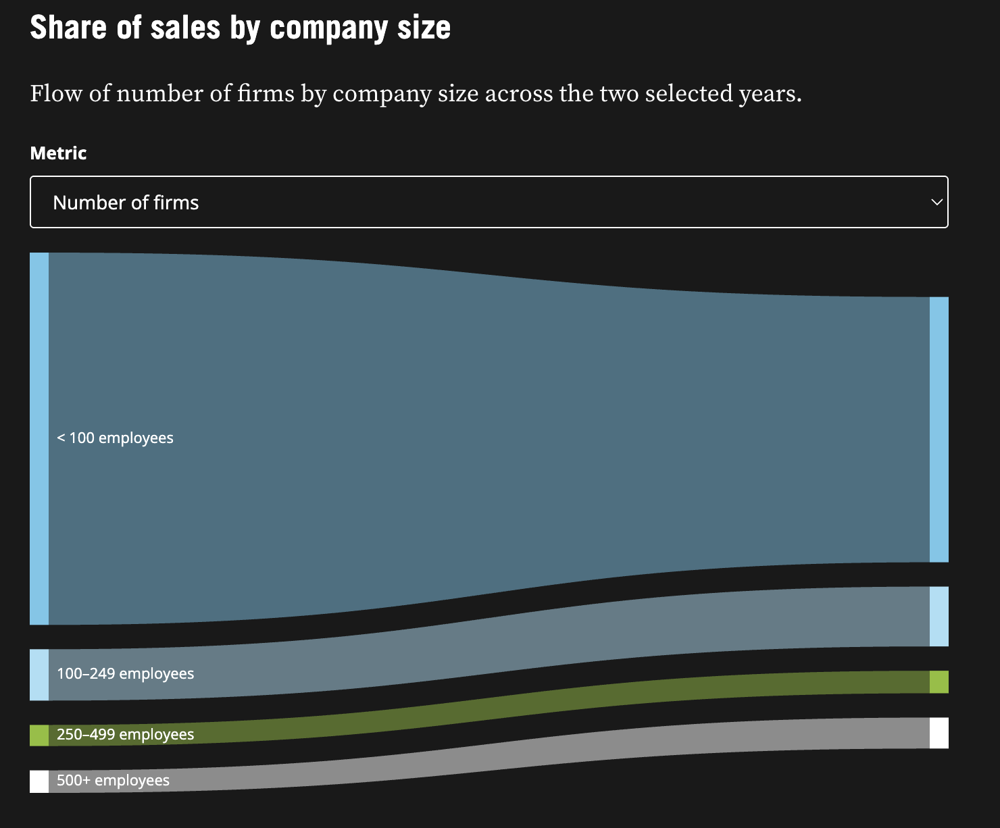 Share of sales by company size
Flow of number of firms by company size across the two selected years.
Metric
Number of firms
< 100 employees
100–249 employees
250–499 employees
500+ employees